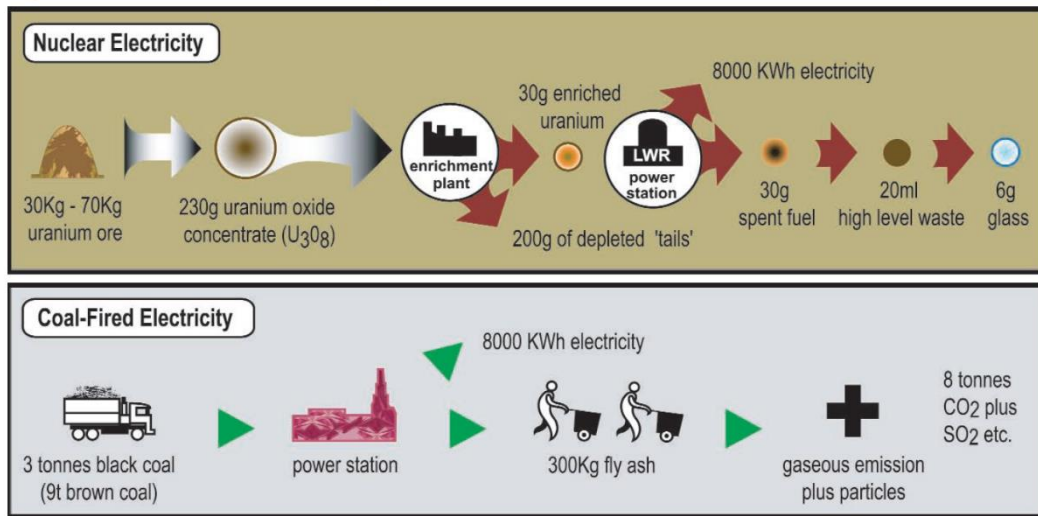 Nuclear Electricity
8000 KWh electricity
30g enriched
uranium
enrichment
plant
LWR
power
station
30Kg - 70Kg
uranium ore
230g uranium oxide
concentrate (U3O8)
200g of depleted 'tails'
30g
spent fuel
20ml
high level waste
6g
glass
Coal-Fired Electricity
8000 KWh electricity
8 tonnes
CO2 plus
SO2 etc.
3 tonnes black coal
(9t brown coal)
power station
300Kg fly ash
gaseous emission
plus particles